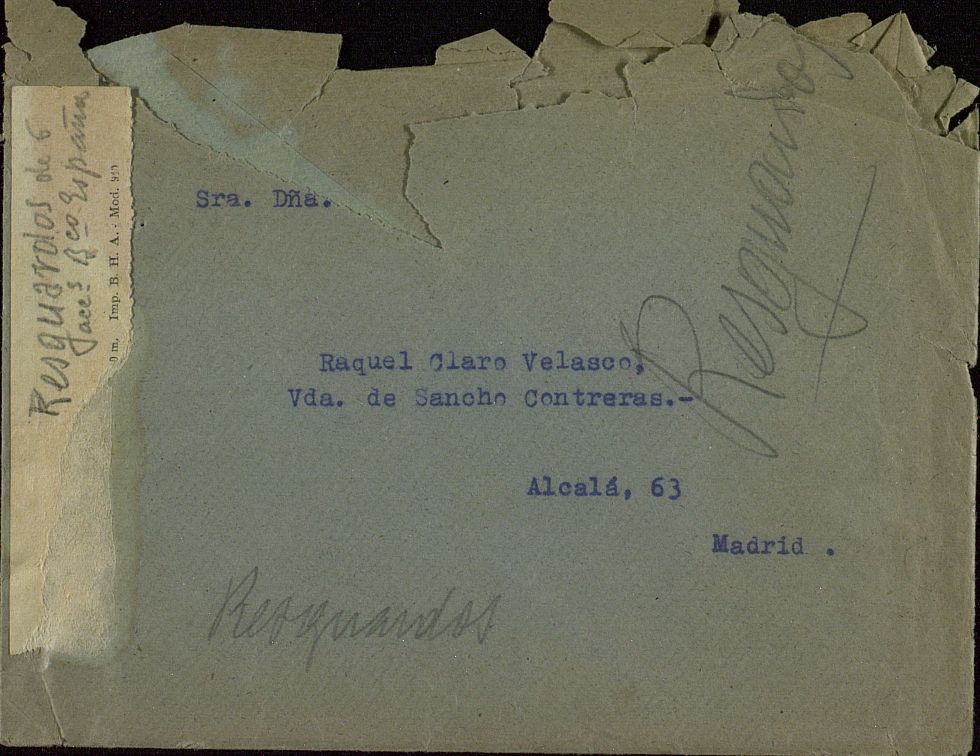 Resguardos de 6
acc.s Bco España
Imp. B. H. A. - Mod.
Sra. Dña.
Resguardos
Raquel Claro Velasco,
Vda. de Sancho Contreras.-
Alcalá, 63
Madrid .
Resguardos